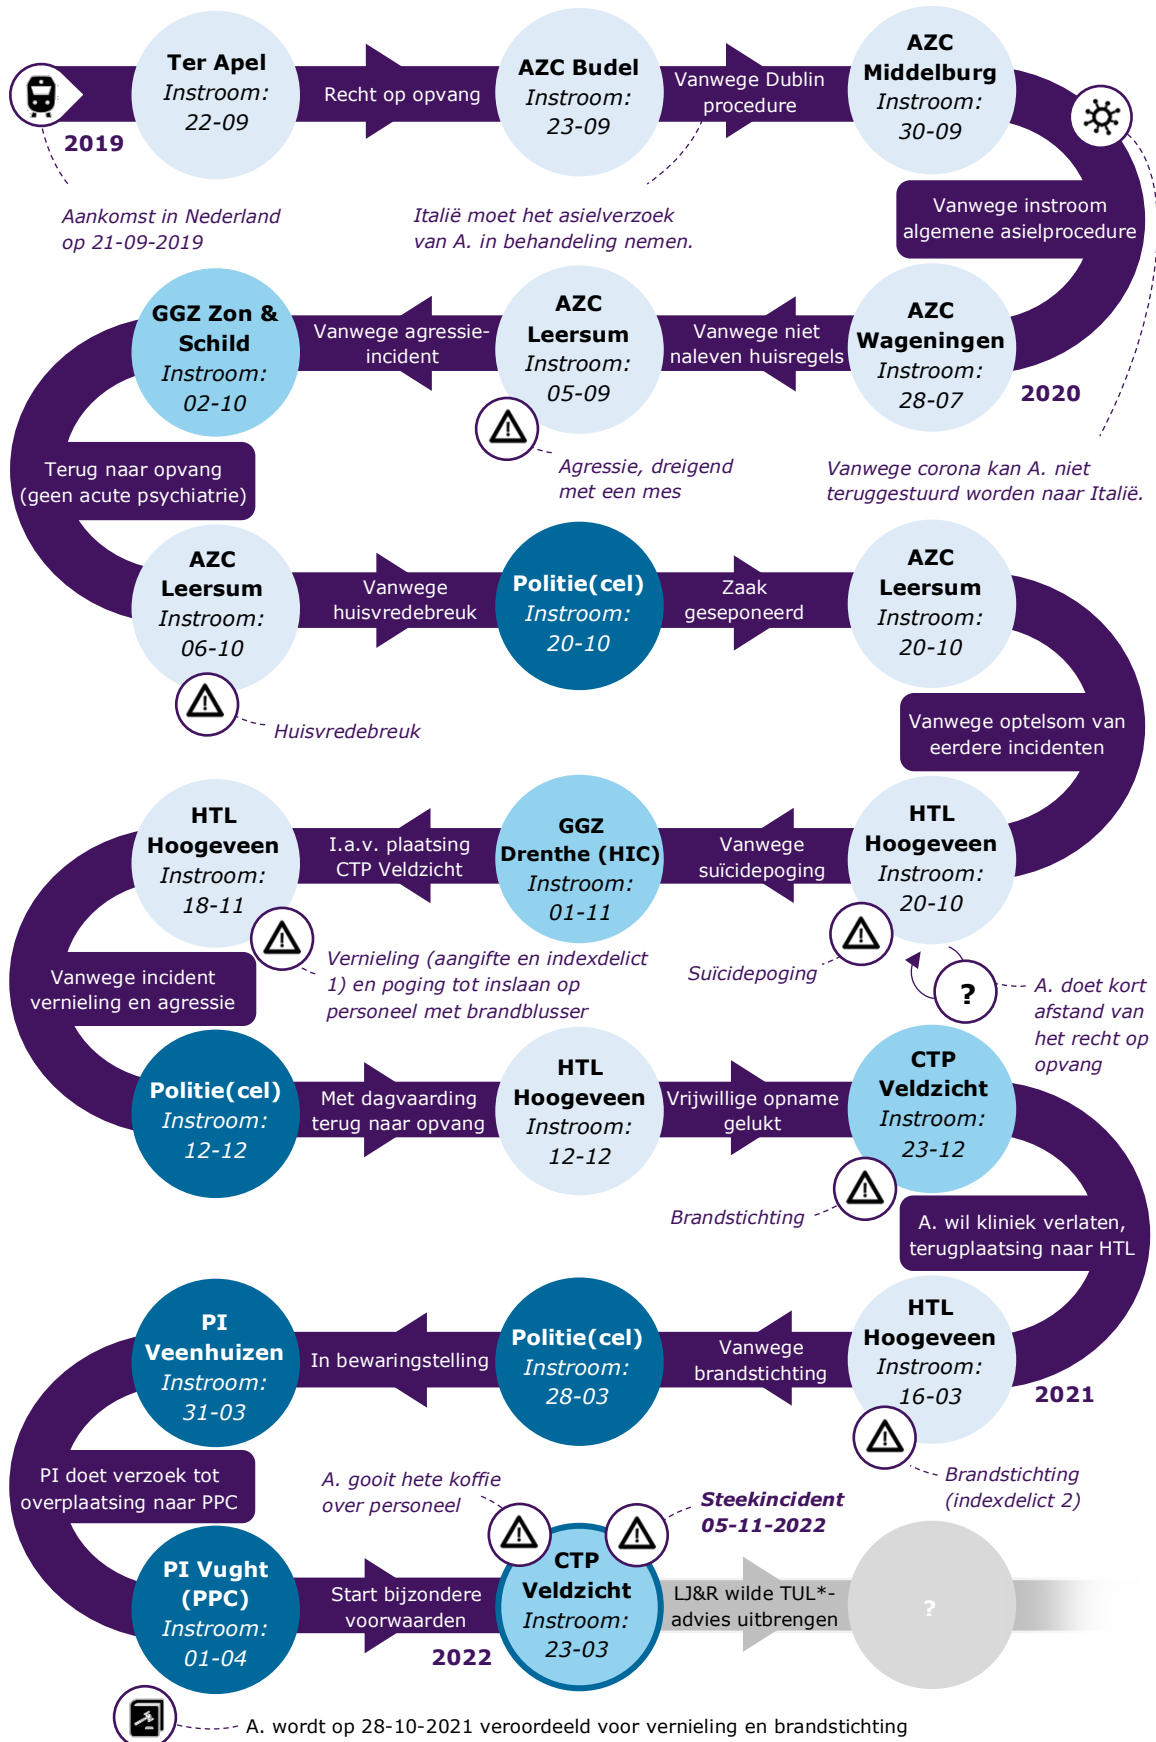 Ter Apel
Instroom:
22-09
Recht op opvang
AZC Budel
Instroom:
23-09
Vanwege Dublin
procedure
AZC
Middelburg
Instroom:
30-09
2019
Aankomst in Nederland
op 21-09-2019
Italië moet het asielverzoek
van A. in behandeling nemen.
Vanwege instroom
algemene asielprocedure
AZC
Wageningen
Instroom:
28-07
2020
Vanwege corona kan A. niet
teruggestuurd worden naar Italië.
Vanwege niet
naleven huisregels
AZC
Leersum
Instroom:
05-09
Agressie, dreigend
met een mes
Vanwege agressie-
incident
GGZ Zon &
Schild
Instroom:
02-10
Terug naar opvang
(geen acute psychiatrie)
AZC
Leersum
Instroom:
06-10
Huisvredebreuk
Vanwege
huisvredebreuk
Politie(cel)
Instroom:
20-10
Zaak
geseponeerd
AZC
Leersum
Instroom:
20-10
Vanwege optelsom van
eerdere incidenten
HTL
Hoogeveen
Instroom:
20-10
Suïcidepoging
?
A. doet kort
afstand van
het recht op
opvang
Vanwege
suïcidepoging
GGZ
Drenthe (HIC)
Instroom:
01-11
I.a.v. plaatsing
CTP Veldzicht
HTL
Hoogeveen
Instroom:
18-11
Vernieling (aangifte en indexdelict
1) en poging tot inslaan op
personeel met brandblusser
Vanwege incident
vernieling en agressie
Politie(cel)
Instroom:
12-12
Met dagvaarding
terug naar opvang
HTL
Hoogeveen
Instroom:
12-12
Vrijwillige opname
gelukt
CTP
Veldzicht
Instroom:
23-12
Brandstichting
A. wil kliniek verlaten,
terugplaatsing naar HTL
HTL
Hoogeveen
Instroom:
16-03
2021
Brandstichting
(indexdelict 2)
Vanwege
brandstichting
Politie(cel)
Instroom:
28-03
In bewaringstelling
PI
Veenhuizen
Instroom:
31-03
PI doet verzoek tot
overplaatsing naar PPC
PI Vught
(PPC)
Instroom:
01-04
Start bijzondere
voorwaarden
2022
A. gooit hete koffie
over personeel
Steekincident
05-11-2022
CTP
Veldzicht
Instroom:
23-03
LJ&R wilde TUL*-
advies uitbrengen
?
A. wordt op 28-10-2021 veroordeeld voor vernieling en brandstichting